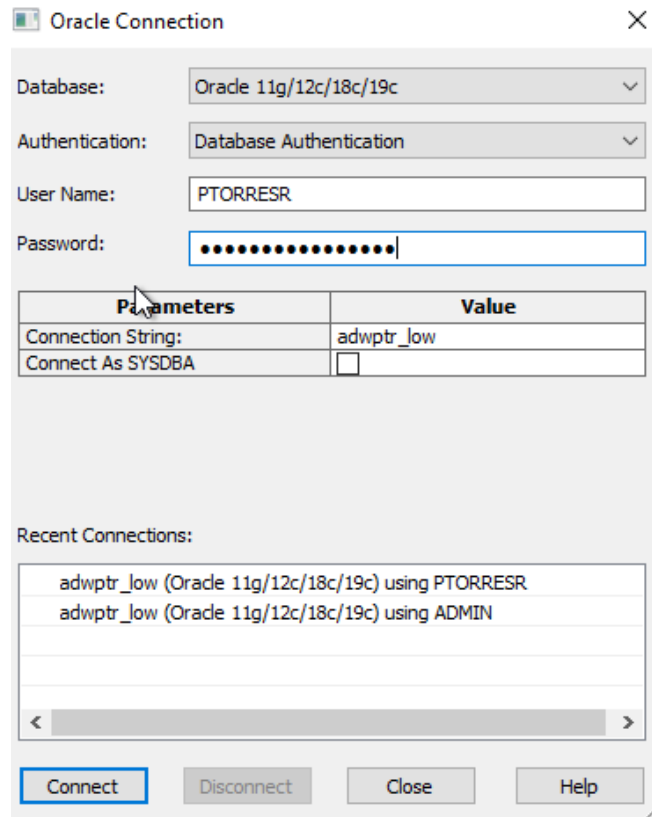 Oracle Connection
Database: Oracle 11g/12c/18c/19c
Authentication: Database Authentication
User Name: PTORRESR
Password: ●●●●●●●●●●●●●●●●
Parameters Value
Connection String: adwptr_low
Connect As SYSDBA
Recent Connections:
adwptr_low (Oracle 11g/12c/18c/19c) using PTORRESR
adwptr_low (Oracle 11g/12c/18c/19c) using ADMIN
Connect Disconnect Close Help